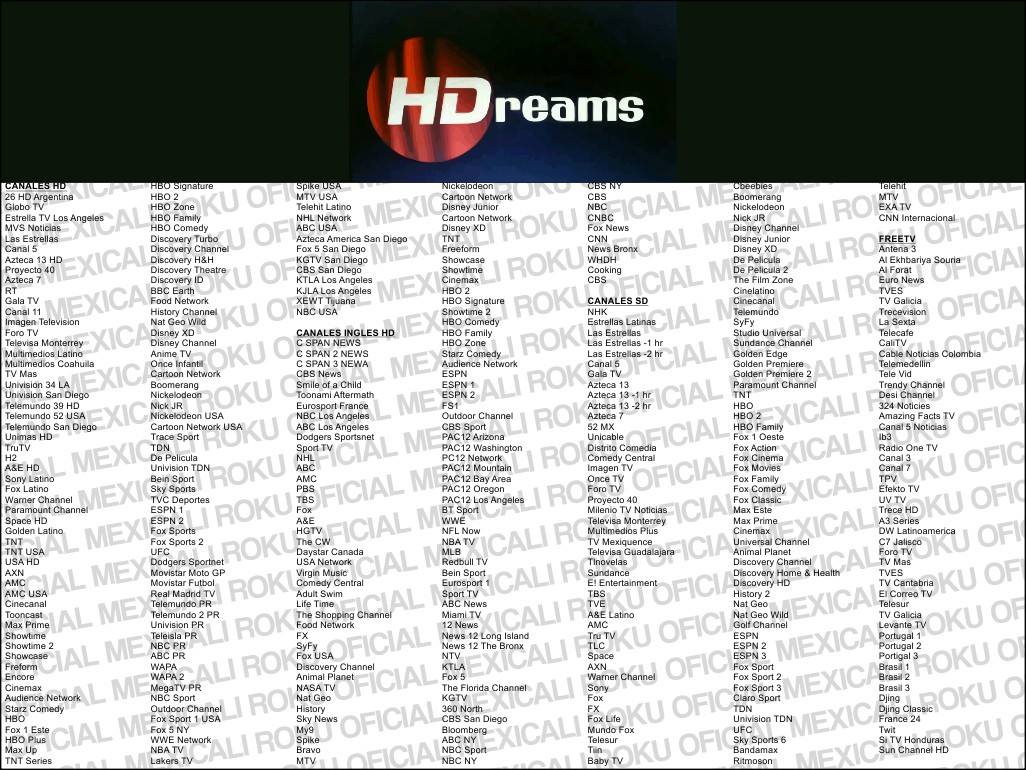 HDreams
CANALES HD
26 HD Argentina
Globo TV
Estrella TV Los Angeles
MVS Noticias
Las Estrellas
Canal 5
Azteca 13 HD
Proyecto 40
Azteca 7
RT
Gala TV
Canal 11
Imagen Television
Foro TV
Televisa Monterrey
Multimedios Latino
Multimedios Coahuila
TV Mas
Univision 34 LA
Univision San Diego
Telemundo 39 HD
Telemundo 52 USA
Telemundo San Diego
Unimas HD
TruTV
H2
A&E HD
Sony Latino
Fox Latino
Warner Channel
Paramount Channel
Space HD
Golden Latino
TNT
TNT USA
USA HD
AXN
AMC
AMC USA
Cinecanal
Tooncast
Max Prime
Showtime
Showtime 2
Showcase
Freform
Encore
Cinemax
Audience Network
Starz Comedy
HBO
Fox 1 Este
HBO Plus
Max Up
TNT Series
HBO Signature
HBO 2
HBO Zone
HBO Family
HBO Comedy
Discovery Turbo
Discovery Channel
Discovery H&H
Discovery Theatre
Discovery ID
BBC Earth
Food Network
History Channel
Nat Geo Wild
Disney XD
Disney Channel
Anime TV
Once Infantil
Cartoon Network
Boomerang
Nickelodeon
Nick JR
Nickelodeon USA
Cartoon Network USA
Trace Sport
TDN
De Pelicula
Univision TDN
Bein Sport
Sky Sports
TVC Deportes
ESPN 1
ESPN 2
Fox Sports
Fox Sports 2
UFC
Dodgers Sportnet
Movistar Moto GP
Movistar Futbol
Real Madrid TV
Telemundo PR
Telemundo 2 PR
Univision PR
Teleisla PR
NBC PR
ABC PR
WAPA
WAPA 2
MegaTV PR
NBC Sport
Outdoor Channel
Fox Sport 1 USA
Fox 5 NY
WWE Network
NBA TV
Lakers TV
Spike USA
MTV USA
Telehit Latino
NHL Network
ABC USA
Azteca America San Diego
Fox 5 San Diego
KGTV San Diego
CBS San Diego
KTLA Los Angeles
KJLA Los Angeles
XEWT Tijuana
NBC USA
CANALES INGLES HD
C SPAN NEWS
C SPAN 2 NEWS
C SPAN 3 NEWA
CBS News
Smile of a Child
Toonami Aftermath
Eurosport France
NBC Los Angeles
ABC Los Angeles
Dodgers Sportsnet
Sport TV
NHL
ABC
AMC
PBS
TBS
Fox
A&E
HGTV
The CW
Daystar Canada
USA Network
Virgin Music
Comedy Central
Adult Swim
Life Time
The Shopping Channel
Food Network
FX
SyFy
Fox USA
Discovery Channel
Animal Planet
NASA TV
Nat Geo
History
Sky News
My9
Spike
Bravo
MTV
Nickelodeon
Cartoon Network
Disney Junior
Cartoon Network
Disney XD
TNT
Freeform
Showcase
Showtime
Cinemax
HBO 2
HBO Signature
Showtime 2
HBO Comedy
HBO Family
HBO Zone
Starz Comedy
Audience Network
ESPN
ESPN 1
ESPN 2
FS1
Outdoor Channel
CBS Sport
PAC12 Arizona
PAC12 Washington
PC12 Network
PAC12 Mountain
PAC12 Bay Area
PAC12 Oregon
PAC12 Los Angeles
BT Sport
WWE
NFL Now
NBA TV
MLB
Redbull TV
Bein Sport
Eurosport 1
Sport TV
ABC News
Miami TV
12 News
News 12 Long Island
News 12 The Bronx
NTV
KTLA
Fox 5
The Florida Channel
KGTV
360 North
CBS San Diego
Bloomberg
ABC NY
NBC Sport
NBC NY
CBS NY
CBS
NBC
CNBC
Fox News
CNN
News Bronx
WHDH
Cooking
CBS
CANALES SD
NHK
Estrellas Latinas
Las Estrellas
Las Estrellas -1 hr
Las Estrellas -2 hr
Canal 5
Gala TV
Azteca 13
Azteca 13 -1 hr
Azteca 13 -2 hr
Azteca 7
52 MX
Unicable
Distrito Comedia
Comedy Central
Imagen TV
Once TV
Foro TV
Proyecto 40
Milenio TV Noticias
Televisa Monterrey
Multimedios Plus
TV Mexiquence
Televisa Guadalajara
Tlnovelas
Sundance
E! Entertainment
TBS
TVE
A&E Latino
AMC
Tru TV
TLC
Space
AXN
Warner Channel
Sony
Fox
FX
Fox Life
Mundo Fox
Telesur
Tiin
Baby TV
Cbeebies
Boomerang
Nickelodeon
Nick JR
Disney Channel
Disney Junior
Disney XD
De Pelicula
De Pelicula 2
The Film Zone
Cinelatino
Cinecanal
Telemundo
SyFy
Studio Universal
Sundance Channel
Golden Edge
Golden Premiere
Golden Premiere 2
Paramount Channel
TNT
HBO
HBO 2
HBO Family
Fox 1 Oeste
Fox Action
Fox Cinema
Fox Movies
Fox Family
Fox Comedy
Fox Classic
Max Este
Max Prime
Cinemax
Universal Channel
Animal Planet
Discovery Channel
Discovery Home & Health
Discovery HD
History 2
Nat Geo
Nat Geo Wild
Golf Channel
ESPN
ESPN 2
ESPN 3
Fox Sport
Fox Sport 2
Fox Sport 3
Claro Sport
TDN
Univision TDN
UFC
Sky Sports 6
Bandamax
Ritmoson
Telehit
MTV
EXA TV
CNN Internacional
FREETV
Antena 3
Al Ekhbariya Souria
Al Forat
Euro News
TVES
TV Galicia
Trecevision
La Sexta
Telecafe
CaliTV
Cable Noticias Colombia
Telemedellin
Tele Vid
Trendy Channel
Desi Channel
324 Noticies
Amazing Facts TV
Canal 5 Noticias
Ib3
Radio One TV
Canal 3
Canal 7
TPV
Efekto TV
UV TV
Trece HD
A3 Series
DW Latinoamerica
C7 Jalisco
Foro TV
TV Mas
TVES
TV Cantabria
El Correo TV
Telesur
TV Galicia
Levante TV
Portugal 1
Portugal 2
Portigal 3
Brasil 1
Brasil 2
Brasil 3
Djing
Djing Classic
France 24
Twit
Si TV Honduras
Sun Channel HD
MEXICALI ROKU OFICIAL